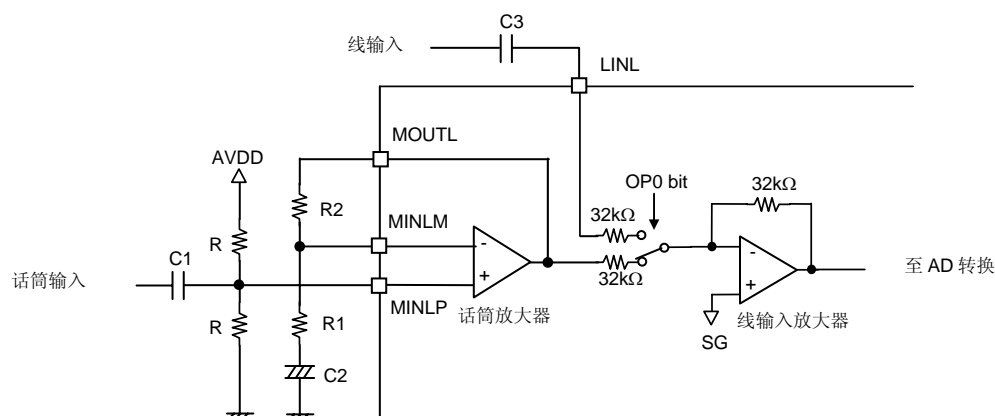 C3
线输入
LINL
MOUTL
AVDD
OP0 bit
32kΩ
R2
32kΩ
MINLM
R
-
-
C1
32kΩ
至 AD 转换
话筒输入
+
+
MINLP
话筒放大器
线输入放大器
R
R1
SG
C2